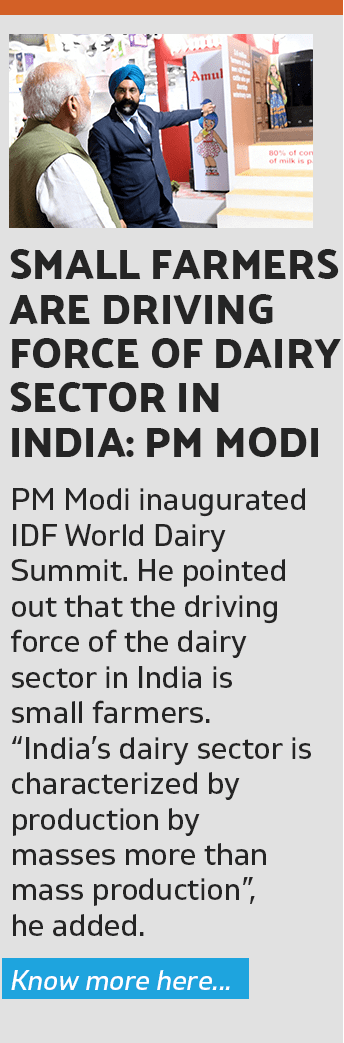 Amul
80% of con
of milk is p
SMALL FARMERS
ARE DRIVING
FORCE OF DAIRY
SECTOR IN
INDIA: PM MODI
PM Modi inaugurated
IDF World Dairy
Summit. He pointed
out that the driving
force of the dairy
sector in India is
small farmers.
“India’s dairy sector is
characterized by
production by
masses more than
mass production”,
he added.
Know more here...